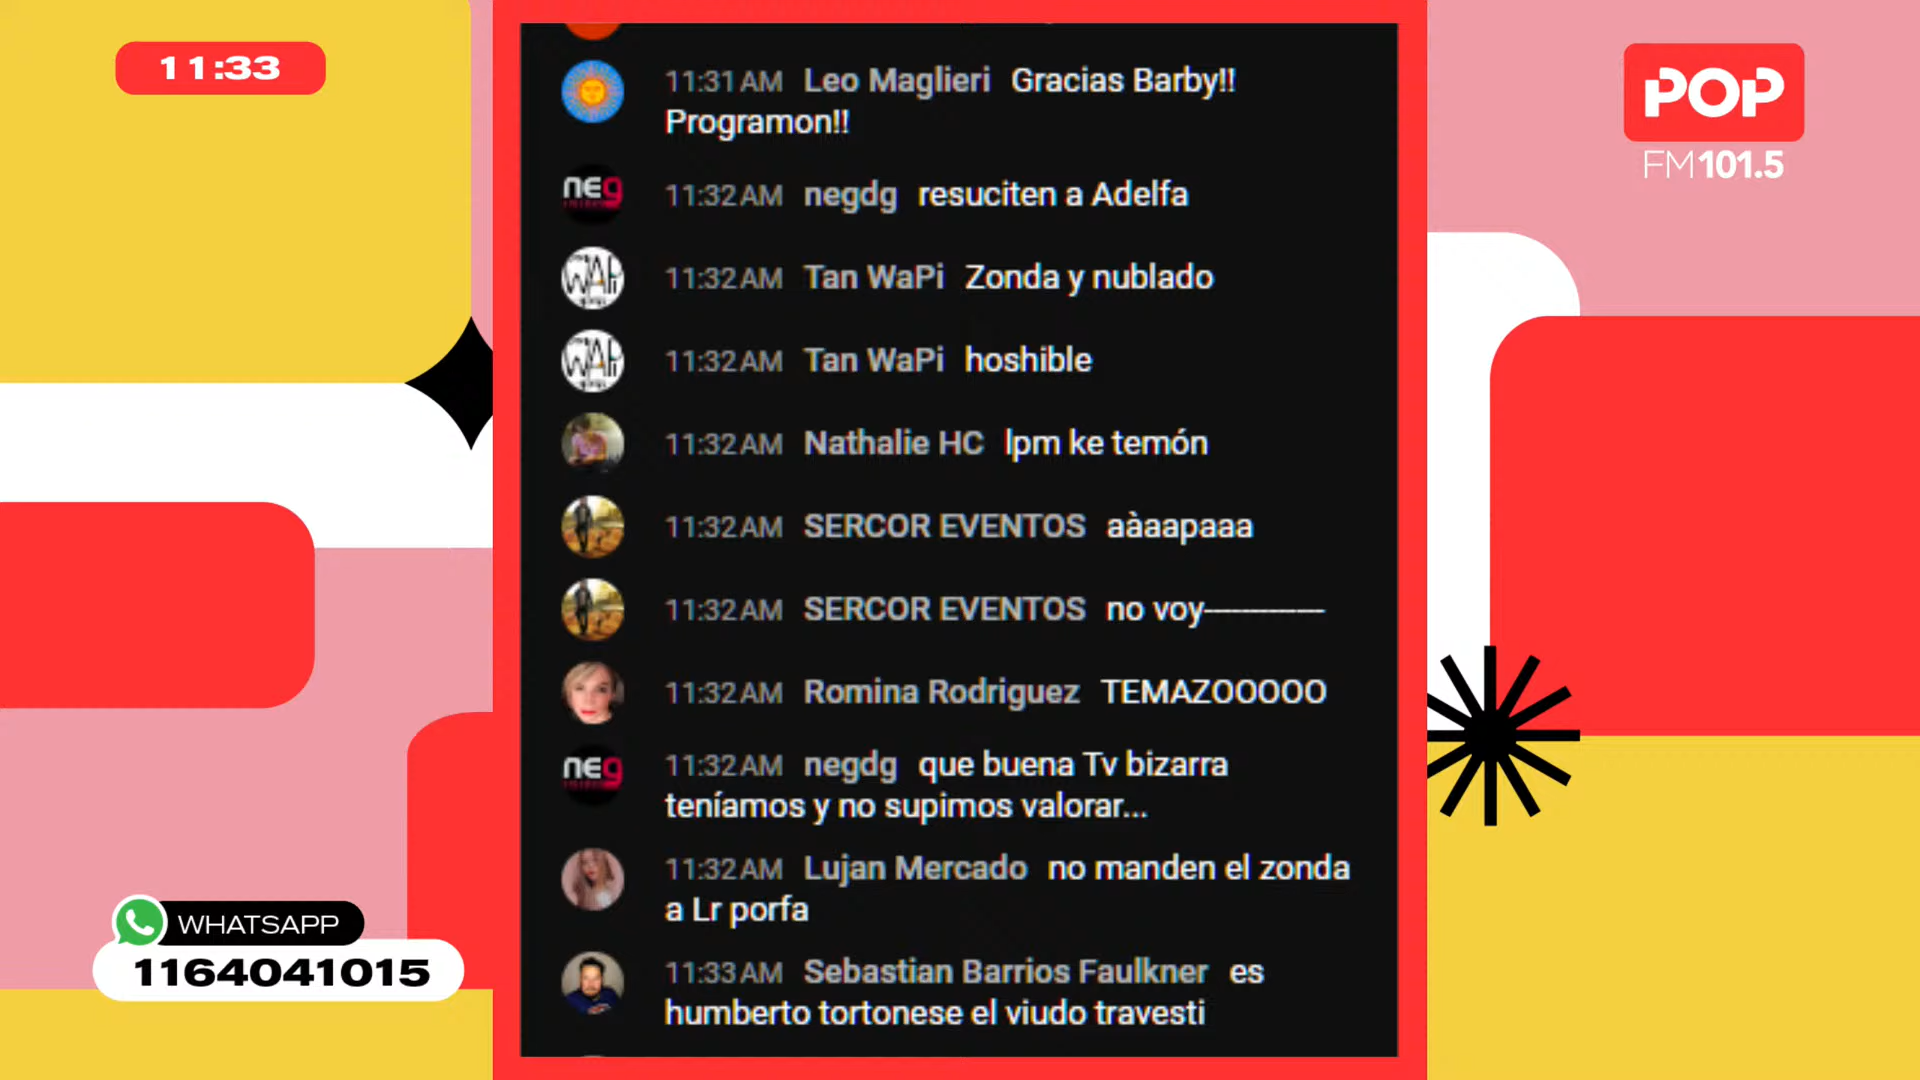 11:33
POP
FM101.5
11:31 AM Leo Maglieri Gracias Barby!!
Programon!!
neg
11:32 AM negdg resuciten a Adelfa
WAPi
11:32 AM Tan WaPi Zonda y nublado
WAPi
11:32 AM Tan WaPi hoshible
11:32 AM Nathalie HC lpm ke temón
11:32 AM SERCOR EVENTOS aàaapaaa
11:32 AM SERCOR EVENTOS no voy------------
11:32 AM Romina Rodriguez TEMAZOOOOO
neg
11:32 AM negdg que buena Tv bizarra
teníamos y no supimos valorar...
11:32 AM Lujan Mercado no manden el zonda
a Lr porfa
11:33 AM Sebastian Barrios Faulkner es
humberto tortonese el viudo travesti
WHATSAPP
1164041015